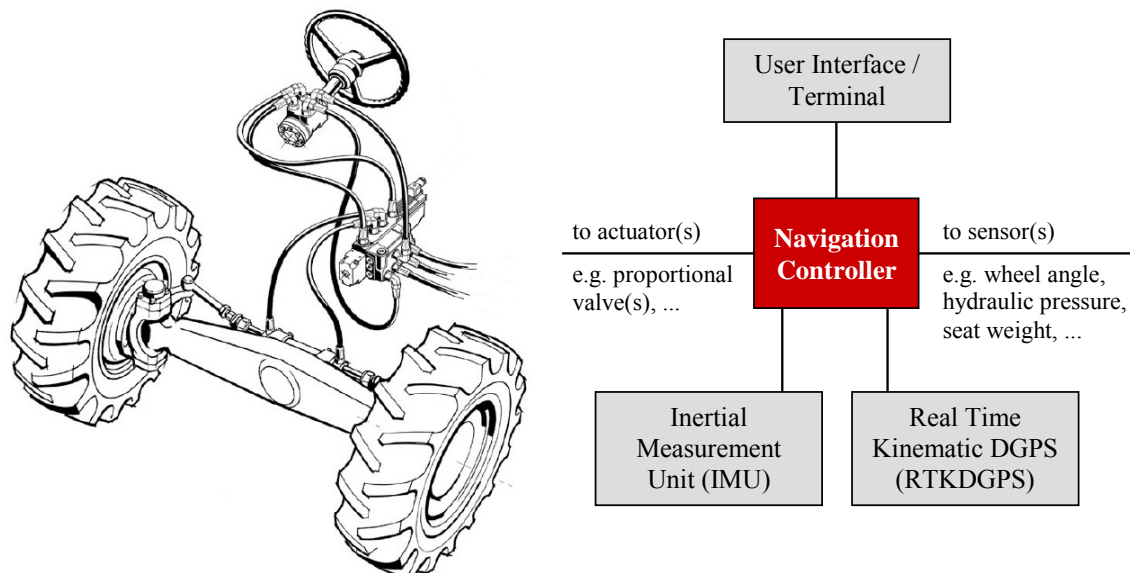 User Interface /
Terminal
to actuator(s)
e.g. proportional
valve(s), ...
Navigation
Controller
to sensor(s)
e.g. wheel angle,
hydraulic pressure,
seat weight, ...
Inertial
Measurement
Unit (IMU)
Real Time
Kinematic DGPS
(RTKDGPS)